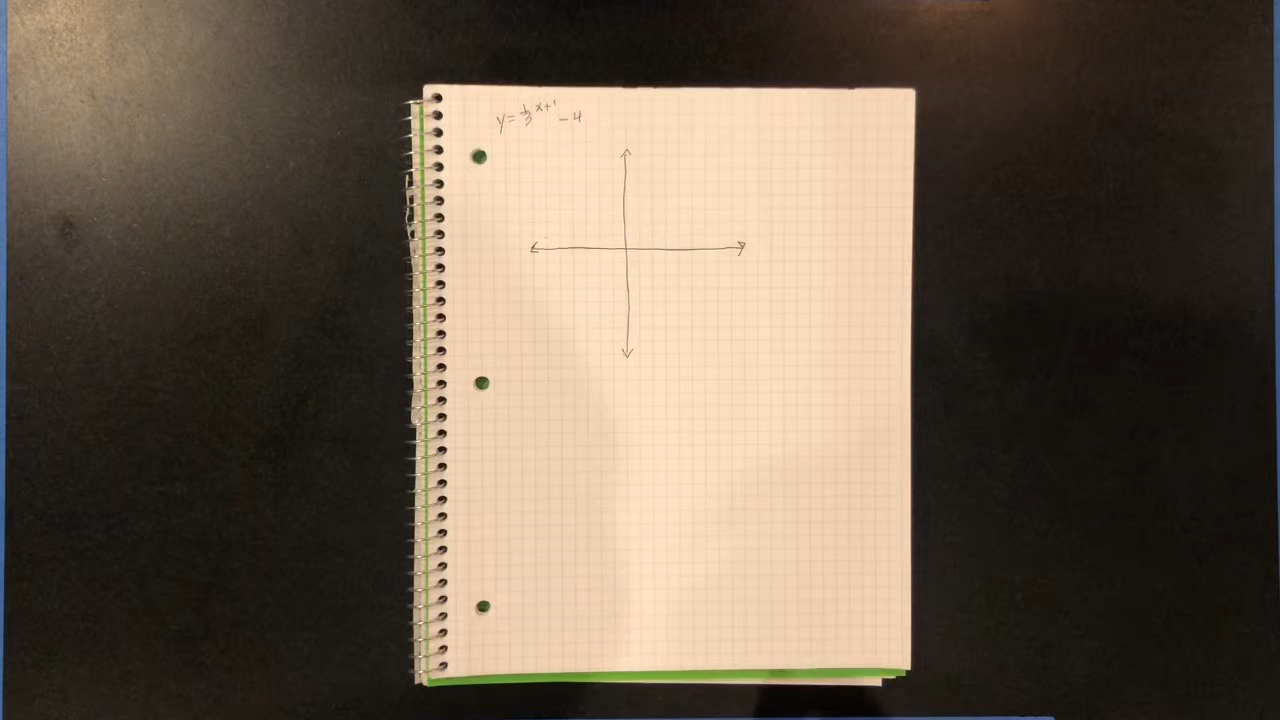 y = 1/3^(x+1) - 4